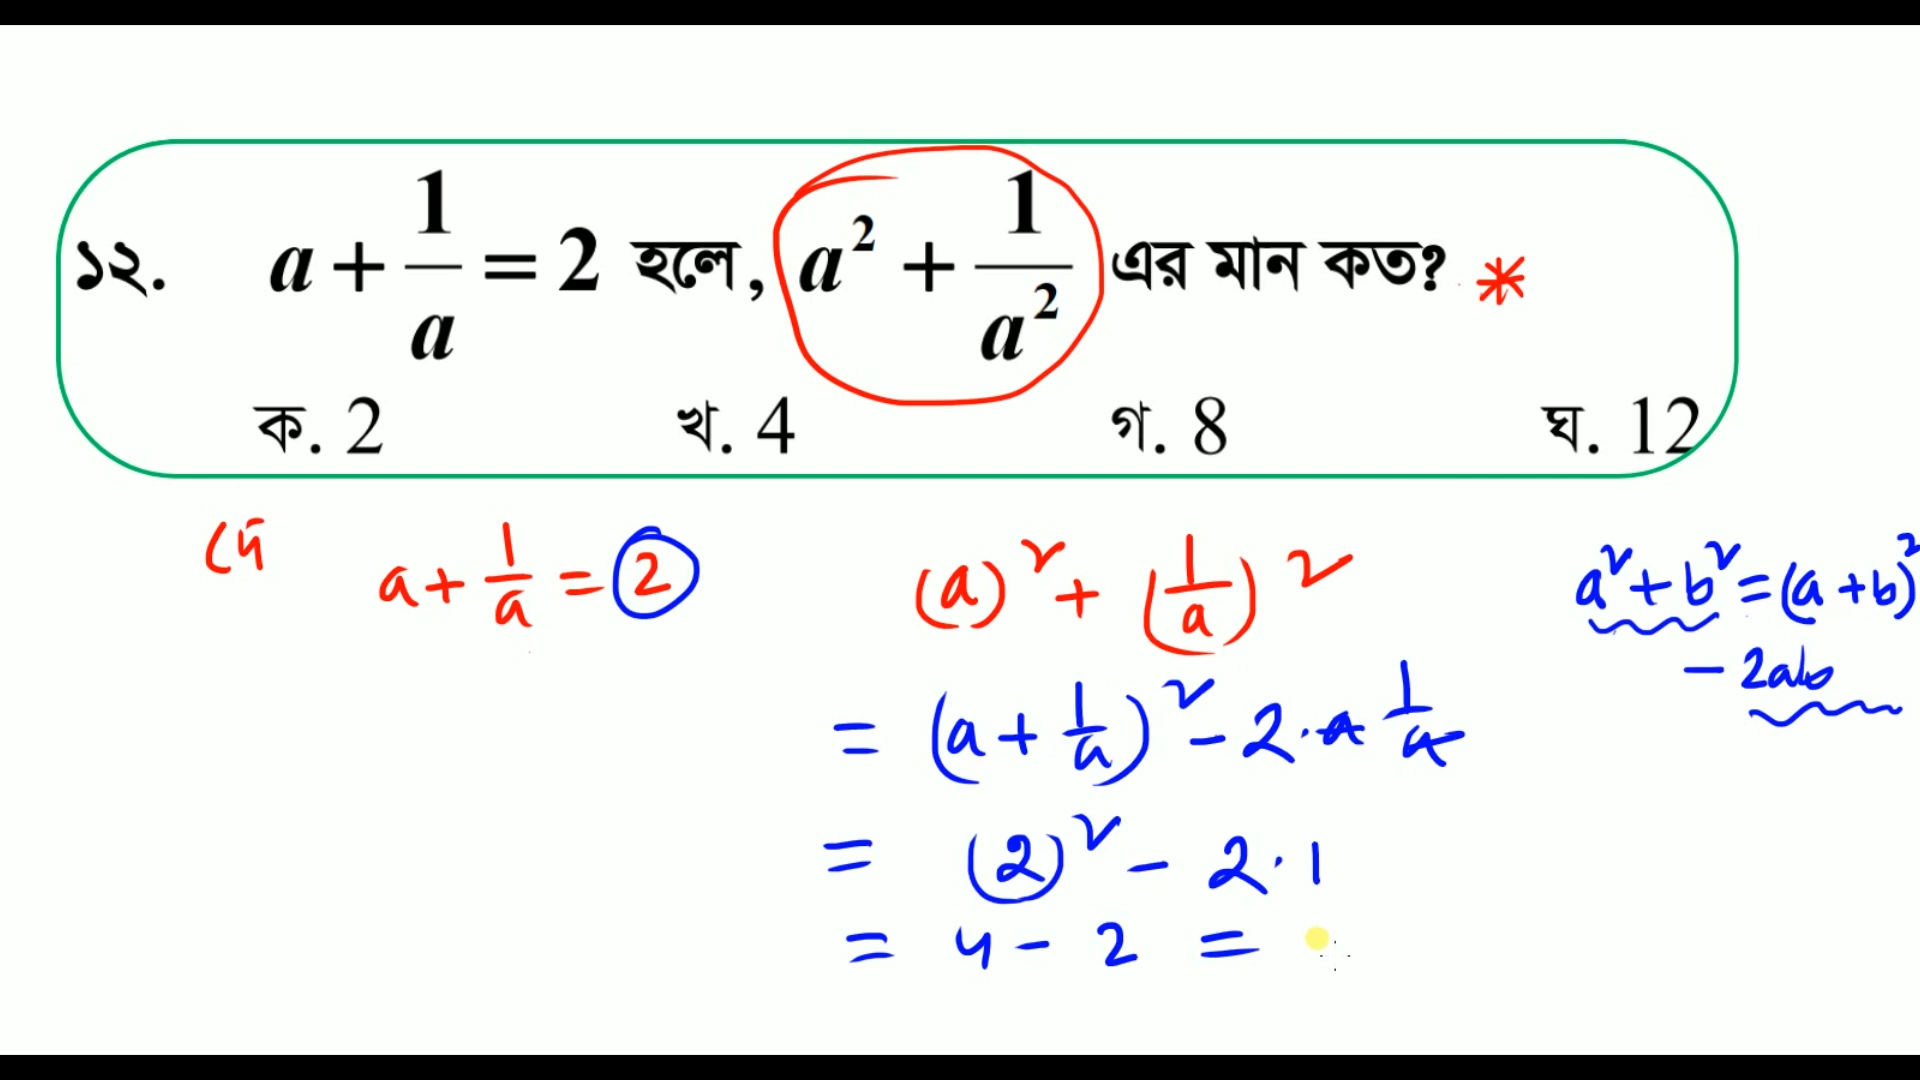 ১২. a + 1/a = 2 হলে, a² + 1/a² এর মান কত? *
ক. 2 খ. 4 গ. 8 ঘ. 12
a + 1/a = 2
(a)² + (1/a)²
= (a + 1/a)² - 2·a 1/a
= (2)² - 2·1
= 4 - 2 =
a² + b² = (a + b)²
- 2ab